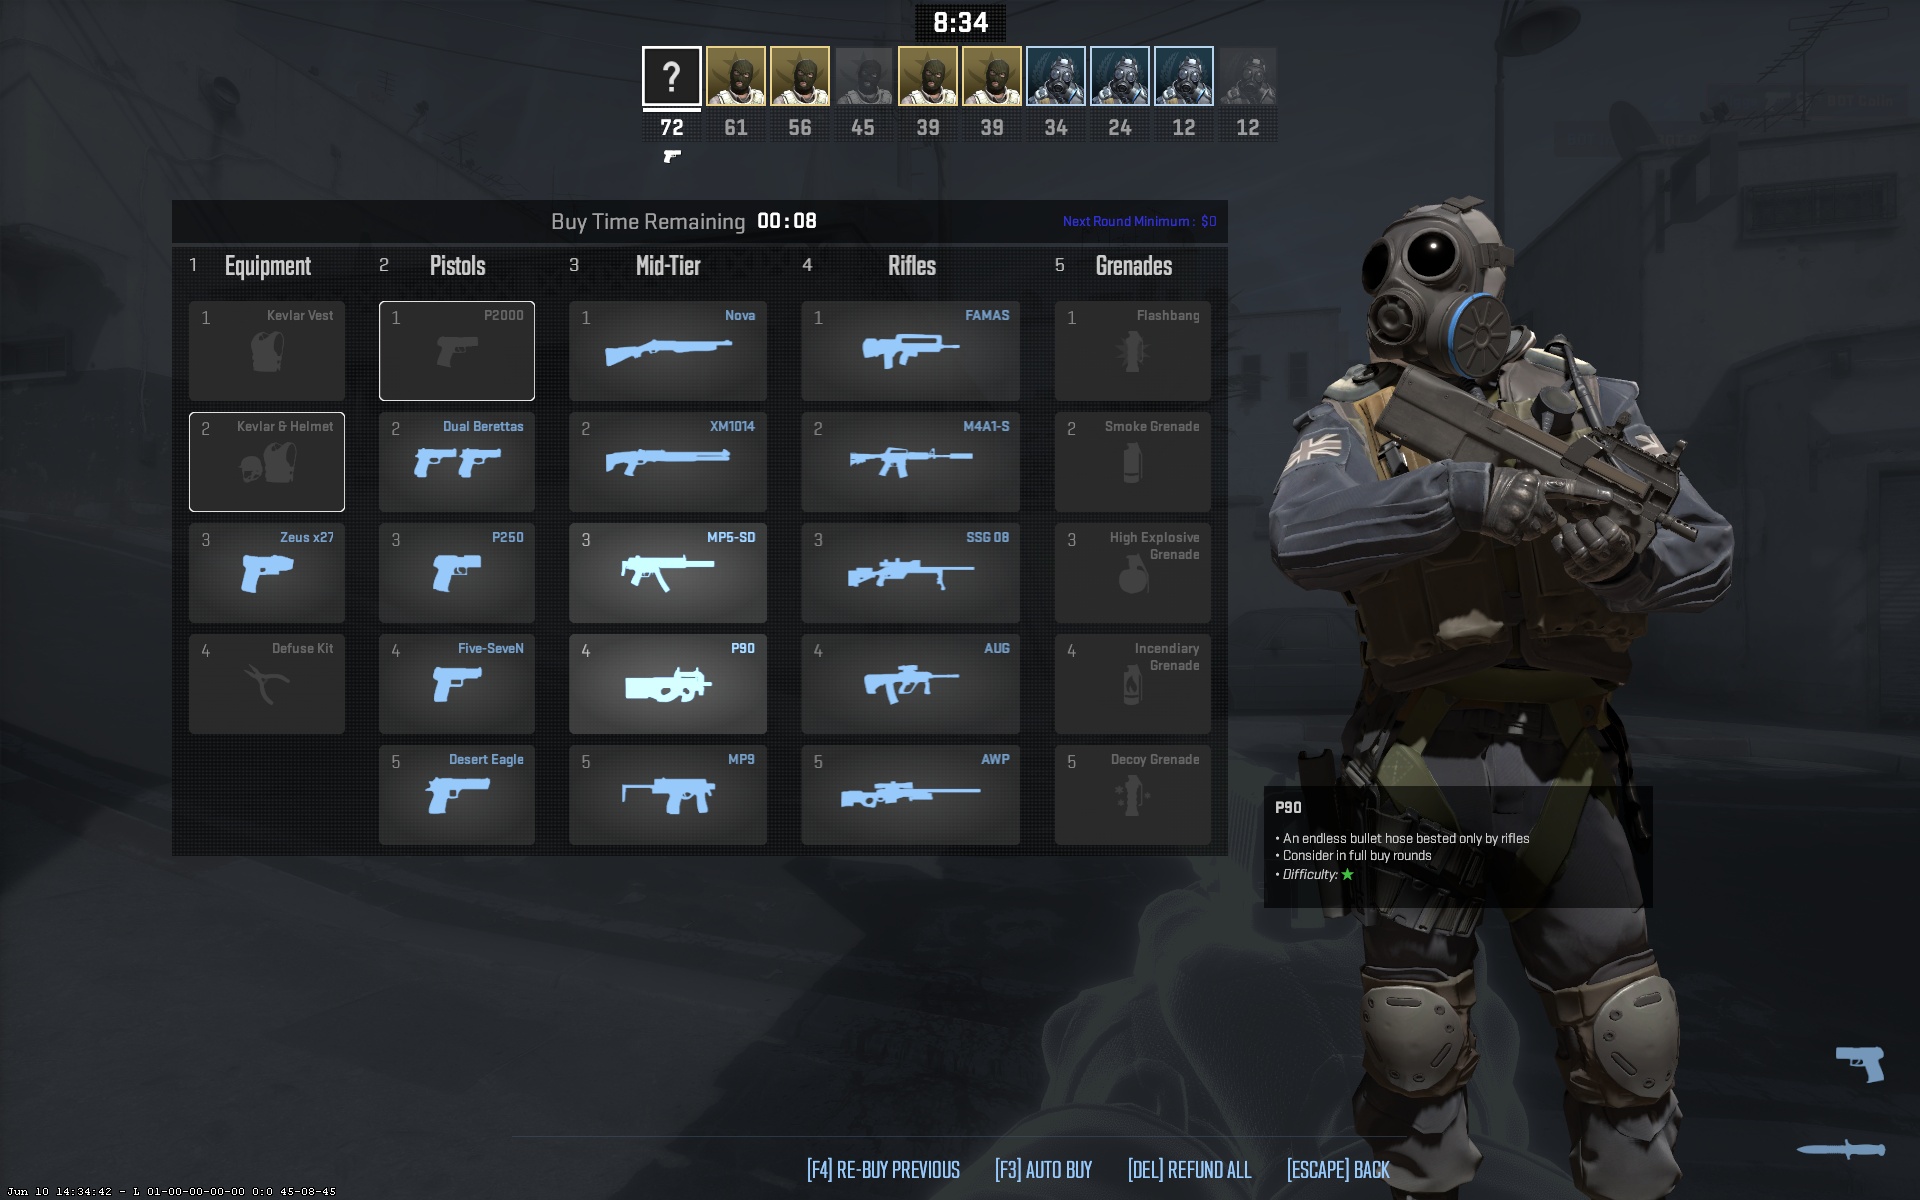 8:34
?
72 61 56 45 39 39 34 24 12 12
Buy Time Remaining 00:08
Next Round Minimum : $0
1 Equipment
2 Pistols
3 Mid-Tier
4 Rifles
5 Grenades
1 Kevlar Vest
1 P2000
1 Nova
1 FAMAS
1 Flashbang
2 Kevlar & Helmet
2 Dual Berettas
2 XM1014
2 M4A1-S
2 Smoke Grenade
3 Zeus x27
3 P250
3 MP5-SD
3 SSG 08
3 High Explosive
Grenade
4 Defuse Kit
4 Five-SeveN
4 P90
4 AUG
4 Incendiary
Grenade
5 Desert Eagle
5 MP9
5 AWP
5 Decoy Grenade
P90
• An endless bullet hose bested only by rifles
• Consider in full buy rounds
• Difficulty: ★
[F4] RE-BUY PREVIOUS
[F3] AUTO BUY
[DEL] REFUND ALL
[ESCAPE] BACK
Jun 10 14:34:42 - L 01-00-00-00-00 0:0 45-08-45